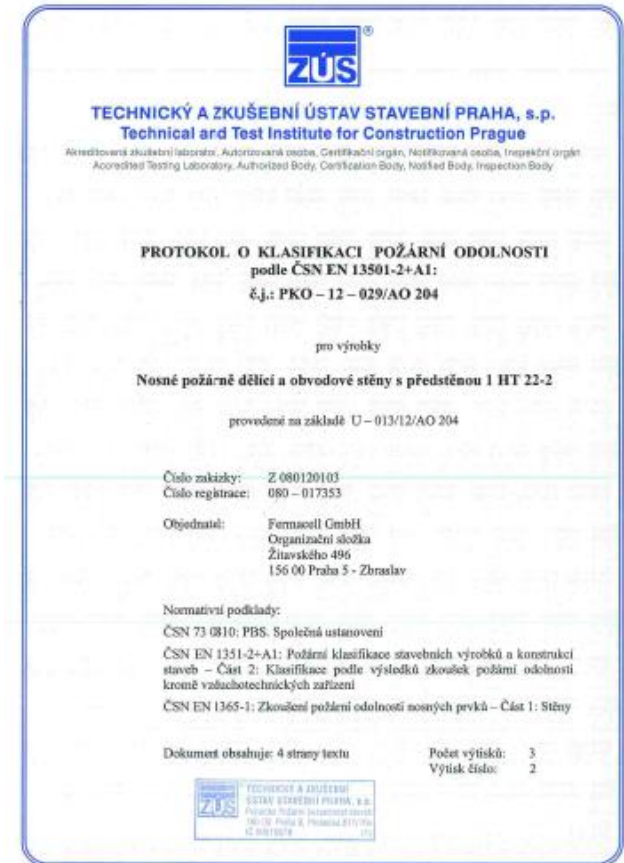 ZÚS
®
TECHNICKÝ A ZKUŠEBNÍ ÚSTAV STAVEBNÍ PRAHA, s.p.
Technical and Test Institute for Construction Prague
Akreditovaná zkušební laboratoř, Autorizovaná osoba, Certifikační orgán, Notifikovaná osoba, Inspekční orgán
Accredited Testing Laboratory, Authorized Body, Certification Body, Notified Body, Inspection Body
PROTOKOL O KLASIFIKACI POŽÁRNÍ ODOLNOSTI
podle ČSN EN 13501-2+A1:
č.j.: PKO – 12 – 029/AO 204
pro výrobky
Nosné požárně dělící a obvodové stěny s předstěnou 1 HT 22-2
provedené na základě U – 013/12/AO 204
Číslo zakázky: Z 080120103
Číslo registrace: 080 – 017353
Objednatel: Fermacell GmbH
Organizační složka
Žitavského 496
156 00 Praha 5 - Zbraslav
Normativní podklady:
ČSN 73 0810: PBS. Společná ustanovení
ČSN EN 1351-2+A1: Požární klasifikace stavebních výrobků a konstrukcí
staveb – Část 2: Klasifikace podle výsledků zkoušek požární odolnosti
kromě vzduchotechnických zařízení
ČSN EN 1365-1: Zkoušení požární odolnosti nosných prvků – Část 1: Stěny
Dokument obsahuje: 4 strany textu Počet výtisků: 3
Výtisk číslo: 2
ZÚS
TECHNICKÝ A ZKUŠEBNÍ
ÚSTAV STAVEBNÍ PRAHA, s.p.